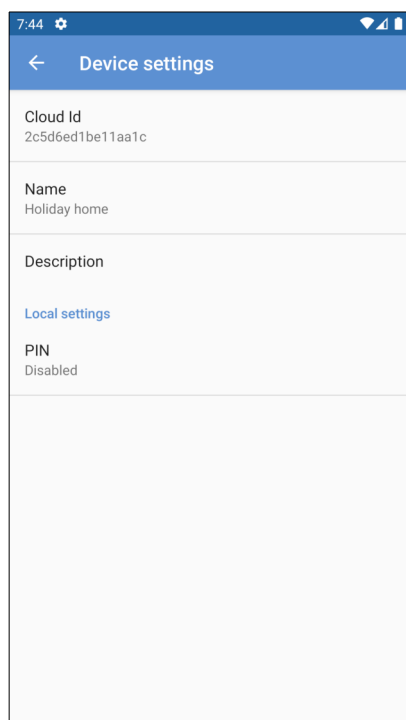 7:44
Device settings
Cloud Id
2c5d6ed1be11aa1c
Name
Holiday home
Description
Local settings
PIN
Disabled